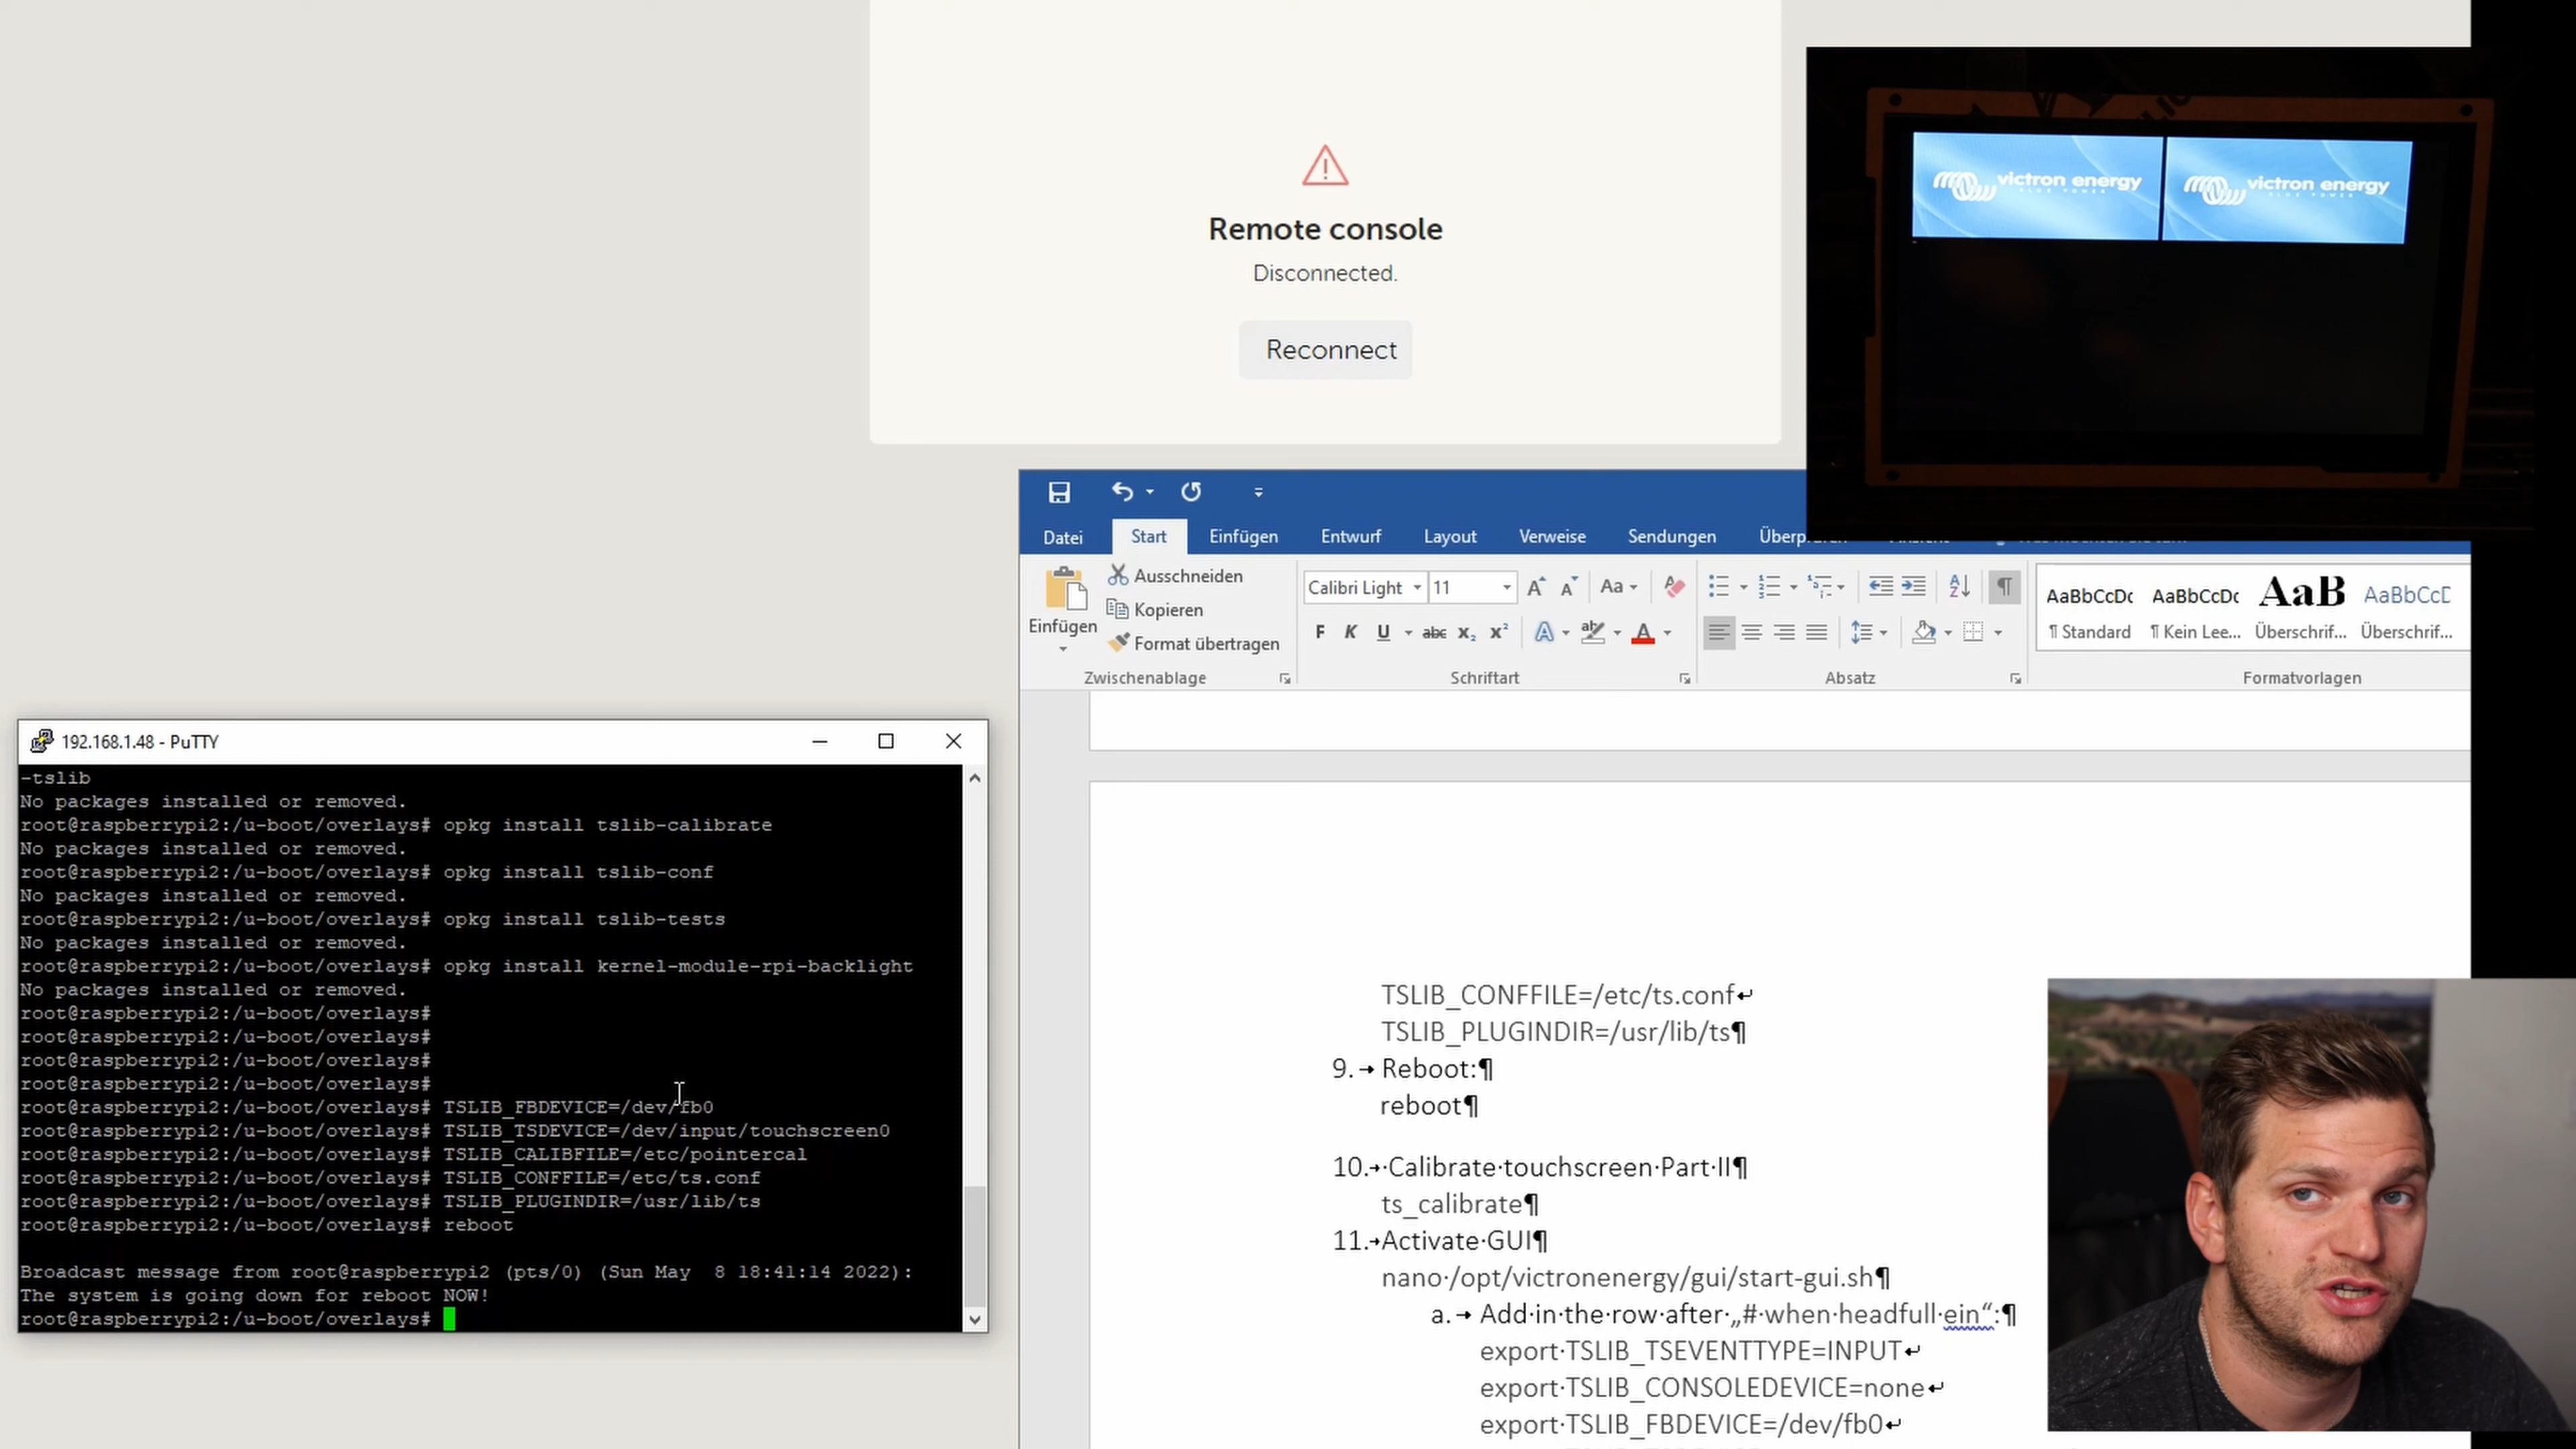 Remote console
Disconnected.
Reconnect
victron energy
BLUE POWER
victron energy
BLUE POWER
Datei Start Einfügen Entwurf Layout Verweise Sendungen
Einfügen
Ausschneiden
Kopieren
Format übertragen
Zwischenablage
Calibri Light 11
F K U abc x₂ x²
Schriftart
Absatz
AaBbCcDc AaBbCcDc AaB AaBbCcE
¶ Standard ¶ Kein Lee... Überschrif... Überschrif...
Formatvorlagen
192.168.1.48 - PuTTY
-tslib
No packages installed or removed.
root@raspberrypi2:/u-boot/overlays# opkg install tslib-calibrate
No packages installed or removed.
root@raspberrypi2:/u-boot/overlays# opkg install tslib-conf
No packages installed or removed.
root@raspberrypi2:/u-boot/overlays# opkg install tslib-tests
No packages installed or removed.
root@raspberrypi2:/u-boot/overlays# opkg install kernel-module-rpi-backlight
No packages installed or removed.
root@raspberrypi2:/u-boot/overlays#
root@raspberrypi2:/u-boot/overlays#
root@raspberrypi2:/u-boot/overlays#
root@raspberrypi2:/u-boot/overlays#
root@raspberrypi2:/u-boot/overlays# TSLIB_FBDEVICE=/dev/fb0
root@raspberrypi2:/u-boot/overlays# TSLIB_TSDEVICE=/dev/input/touchscreen0
root@raspberrypi2:/u-boot/overlays# TSLIB_CALIBFILE=/etc/pointercal
root@raspberrypi2:/u-boot/overlays# TSLIB_CONFFILE=/etc/ts.conf
root@raspberrypi2:/u-boot/overlays# TSLIB_PLUGINDIR=/usr/lib/ts
root@raspberrypi2:/u-boot/overlays# reboot
Broadcast message from root@raspberrypi2 (pts/0) (Sun May  8 18:41:14 2022):
The system is going down for reboot NOW!
root@raspberrypi2:/u-boot/overlays#
TSLIB_CONFFILE=/etc/ts.conf↵
TSLIB_PLUGINDIR=/usr/lib/ts¶
9.→ Reboot:¶
reboot¶
10.→·Calibrate·touchscreen·Part·II¶
ts_calibrate¶
11.→Activate·GUI¶
nano·/opt/victronenergy/gui/start-gui.sh¶
a.→ Add·in·the·row·after·„#·when·headfull·ein“:¶
export·TSLIB_TSEVENTTYPE=INPUT↵
export·TSLIB_CONSOLEDEVICE=none↵
export·TSLIB_FBDEVICE=/dev/fb0↵